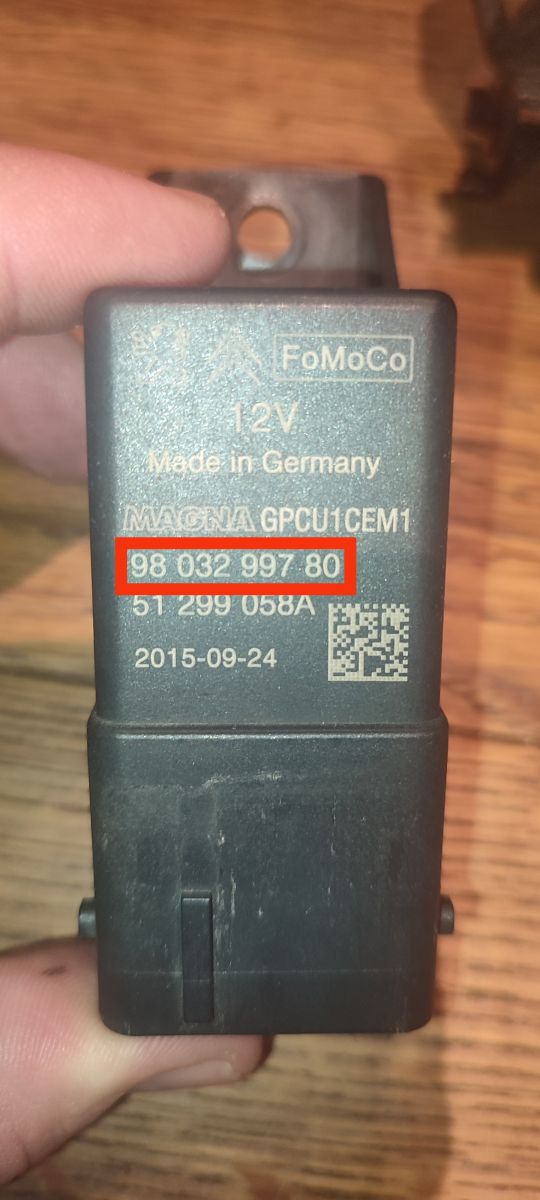 FoMoCo
12V
Made in Germany
MAGNA GPCU1CEM1
98 032 997 80
51 299 058A
2015-09-24